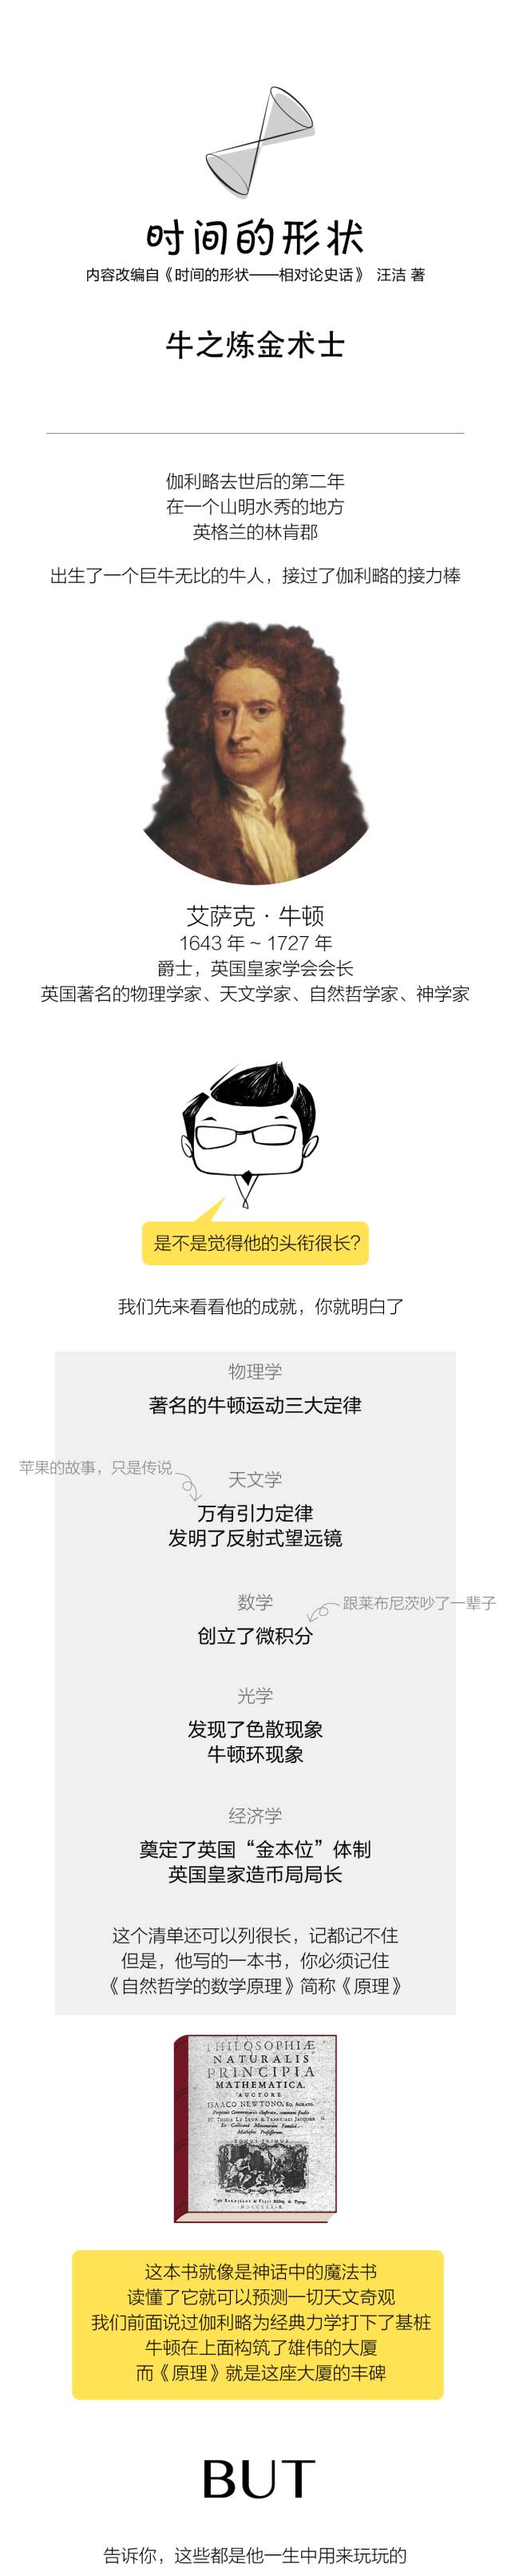 时间的形状
内容改编自《时间的形状——相对论史话》 汪洁 著
牛之炼金术士
伽利略去世后的第二年
在一个山明水秀的地方
英格兰的林肯郡
出生了一个巨牛无比的牛人，接过了伽利略的接力棒
艾萨克 · 牛顿
1643 年 ~ 1727 年
爵士，英国皇家学会会长
英国著名的物理学家、天文学家、自然哲学家、神学家
是不是觉得他的头衔很长?
我们先来看看他的成就，你就明白了
物理学
著名的牛顿运动三大定律
苹果的故事，只是传说
天文学
万有引力定律
发明了反射式望远镜
数学
跟莱布尼茨吵了一辈子
创立了微积分
光学
发现了色散现象
牛顿环现象
经济学
奠定了英国“金本位”体制
英国皇家造币局局长
这个清单还可以列很长，记都记不住
但是，他写的一本书，你必须记住
《自然哲学的数学原理》简称《原理》
PHILOSOPHIÆ
NATURALIS
PRINCIPIA
MATHEMATICA.
AUCTORE
ISAACO NEWTONO, Eq. Aurato.
这本书就像是神话中的魔法书
读懂了它就可以预测一切天文奇观
我们前面说过伽利略为经典力学打下了基桩
牛顿在上面构筑了雄伟的大厦
而《原理》就是这座大厦的丰碑
BUT
告诉你，这些都是他一生中用来玩玩的